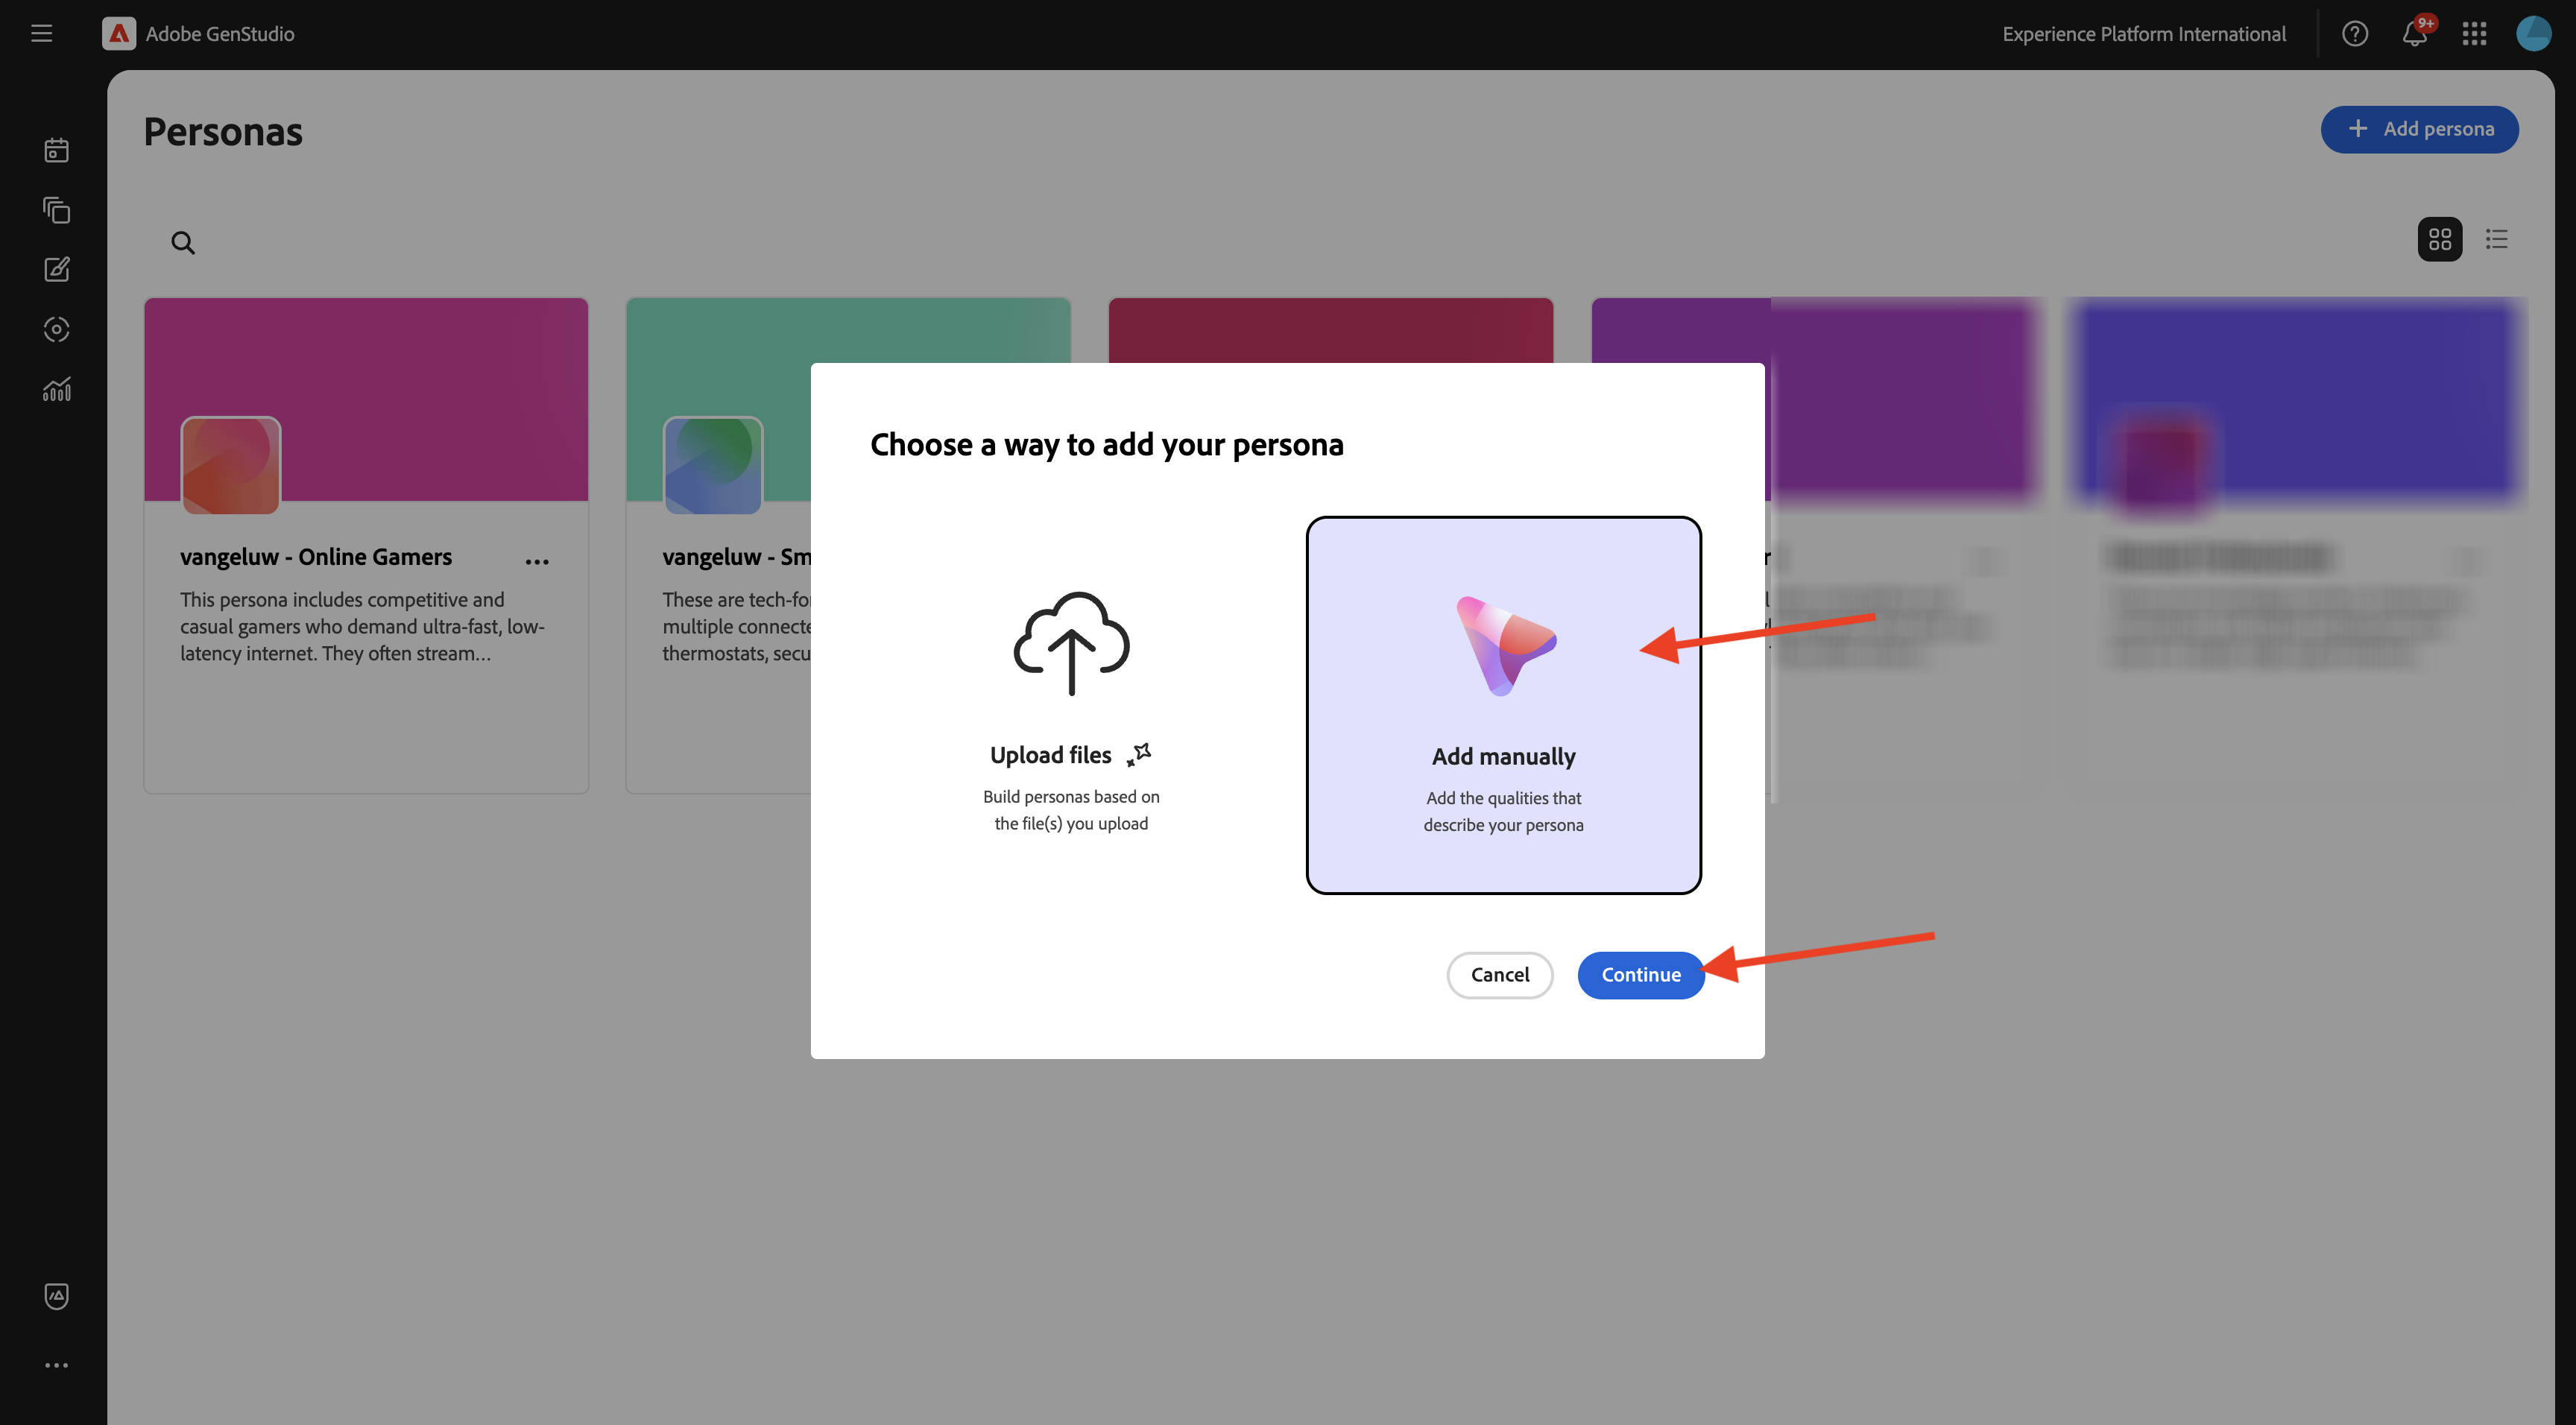 Adobe GenStudio
Experience Platform International
9+
Personas
Add persona
vangeluw - Online Gamers
This persona includes competitive and
casual gamers who demand ultra-fast, low-
latency internet. They often stream...
vangeluw - Sm
These are tech-fo
multiple connecte
thermostats, secu
Choose a way to add your persona
Upload files
Build personas based on
the file(s) you upload
Add manually
Add the qualities that
describe your persona
Cancel
Continue